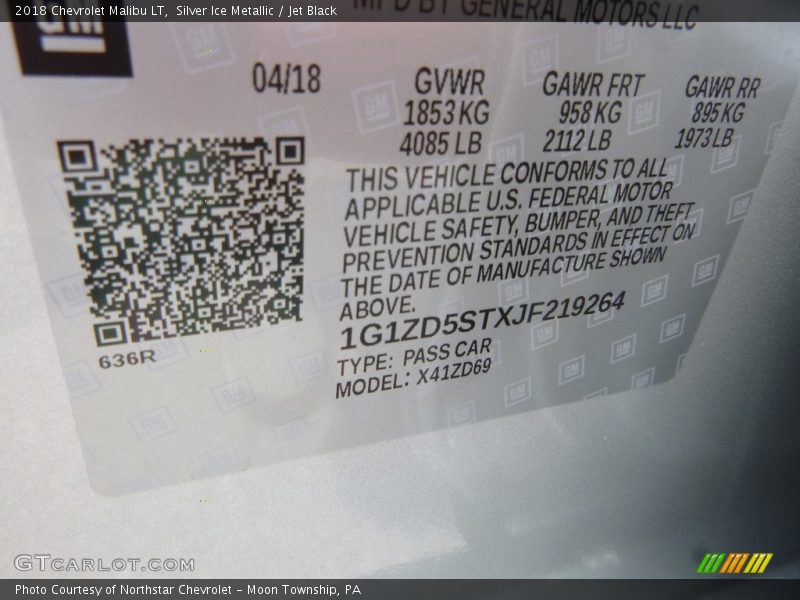 2018 Chevrolet Malibu LT, Silver Ice Metallic / Jet Black
MFD BY GENERAL MOTORS LLC
GM
04/18
GVWR GAWR FRT GAWR RR
1853 KG 958 KG 895 KG
4085 LB 2112 LB 1973 LB
THIS VEHICLE CONFORMS TO ALL
APPLICABLE U.S. FEDERAL MOTOR
VEHICLE SAFETY, BUMPER, AND THEFT
PREVENTION STANDARDS IN EFFECT ON
THE DATE OF MANUFACTURE SHOWN
ABOVE.
1G1ZD5STXJF219264
636R
TYPE: PASS CAR
MODEL: X41ZD69
GTCARLOT.COM
Photo Courtesy of Northstar Chevrolet - Moon Township, PA